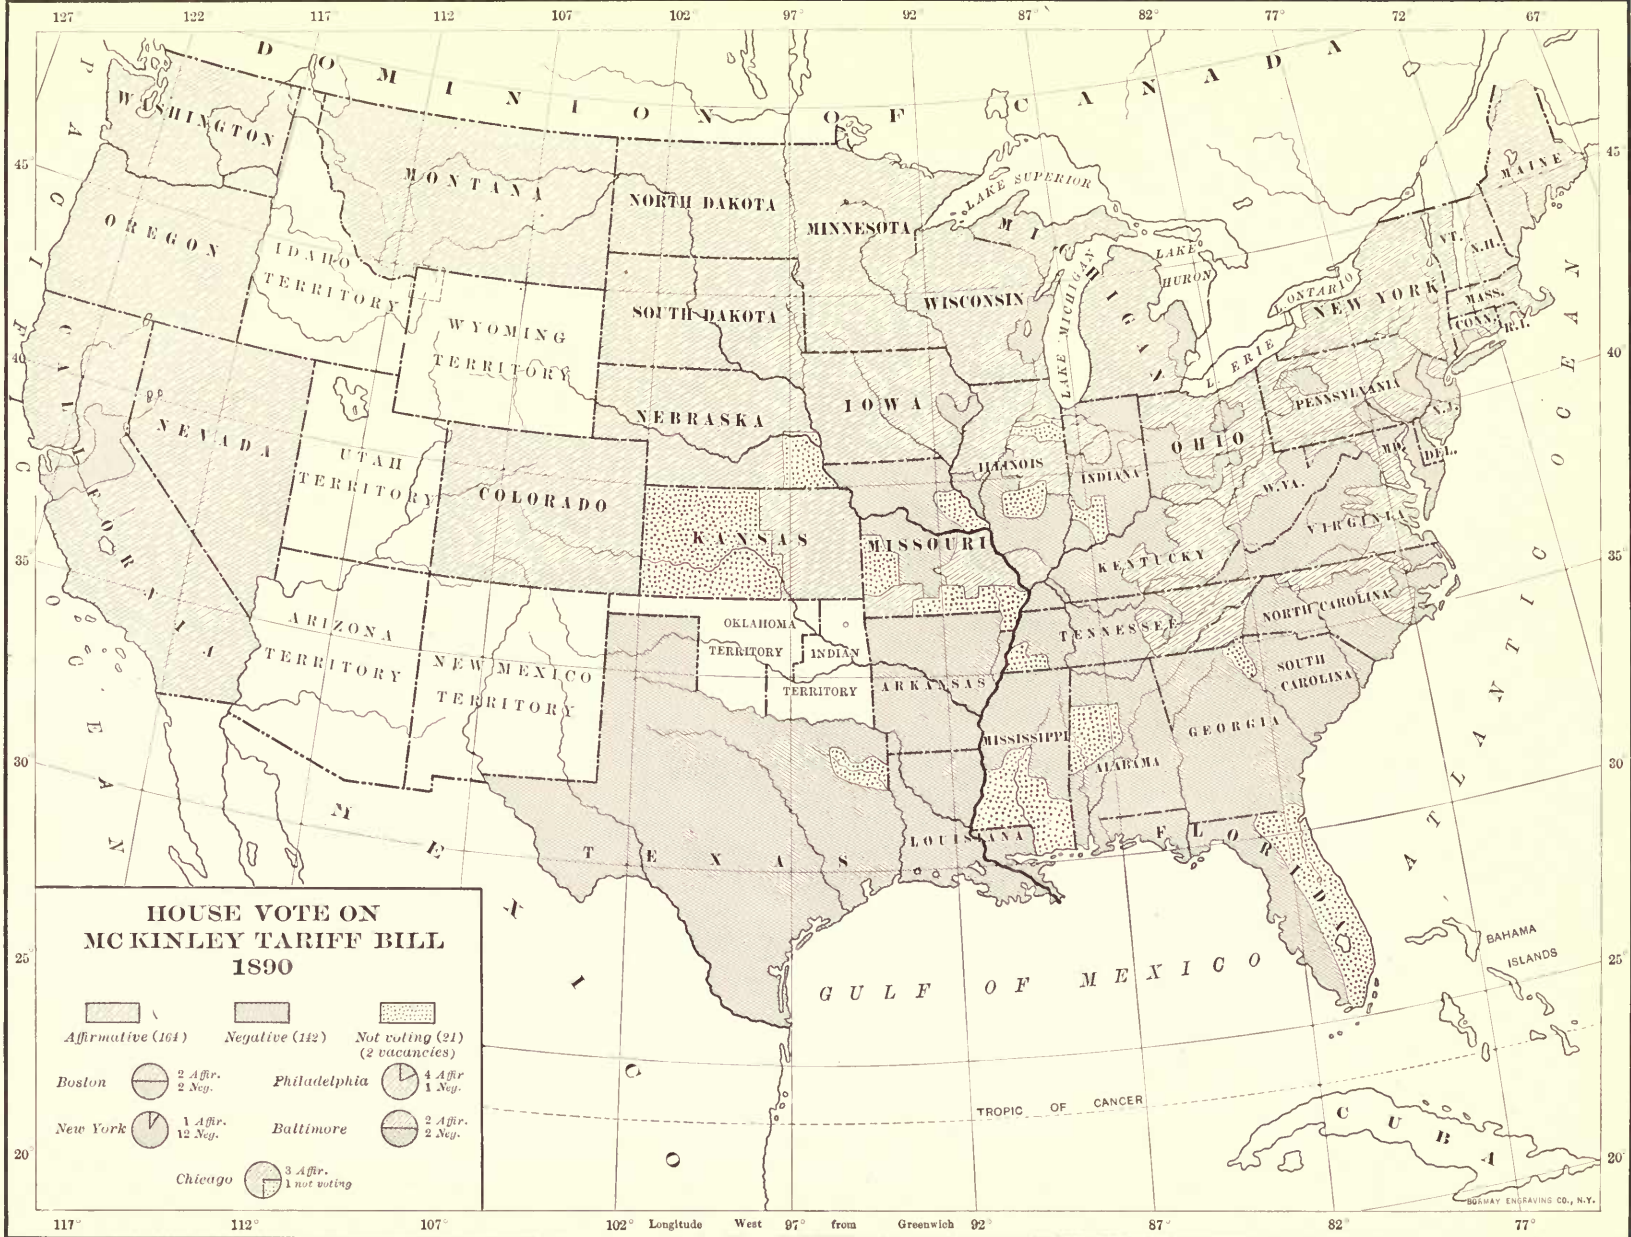 127° 122 117 112 107 102 97° 92 87° 82° 77° 72 67°
DOMINION OF CANADA
PACIFIC OCEAN
WASHINGTON
OREGON
CALIFORNIA
NEVADA
IDAHO
TERRITORY
MONTANA
WYOMING
TERRITORY
UTAH
TERRITORY
COLORADO
ARIZONA
TERRITORY
NEW MEXICO
TERRITORY
NORTH DAKOTA
SOUTH DAKOTA
NEBRASKA
KANSAS
OKLAHOMA
TERRITORY
INDIAN
TERRITORY
TEXAS
MINNESOTA
IOWA
MISSOURI
ARKANSAS
LOUISIANA
WISCONSIN
ILLINOIS
MICHIGAN
INDIANA
OHIO
KENTUCKY
TENNESSEE
MISSISSIPPI
ALABAMA
GEORGIA
FLORIDA
SOUTH
CAROLINA
NORTH CAROLINA
VIRGINIA
W.VA.
MD.
DEL.
PENNSYLVANIA
N.J.
NEW YORK
CONN.
R.I.
MASS.
VT.
N.H.
MAINE
LAKE SUPERIOR
LAKE MICHIGAN
LAKE
HURON
L. ERIE
ONTARIO
ATLANTIC OCEAN
MEXICO
GULF OF MEXICO
BAHAMA
ISLANDS
TROPIC OF CANCER
CUBA
BORMAY ENGRAVING CO., N.Y.
45°
40
35
30
25
20°
45°
40
35
30
25°
20°
HOUSE VOTE ON
MCKINLEY TARIFF BILL
1890
Affirmative (164) Negative (142) Not voting (21)
(2 vacancies)
Boston 2 Affir.
2 Neg.
Philadelphia 4 Affir
1 Neg.
New York 1 Affir.
12 Neg.
Baltimore 2 Affir.
2 Neg.
Chicago 3 Affir.
1 not voting
117° 112° 107° 102° Longitude West 97° from Greenwich 92° 87° 82° 77°